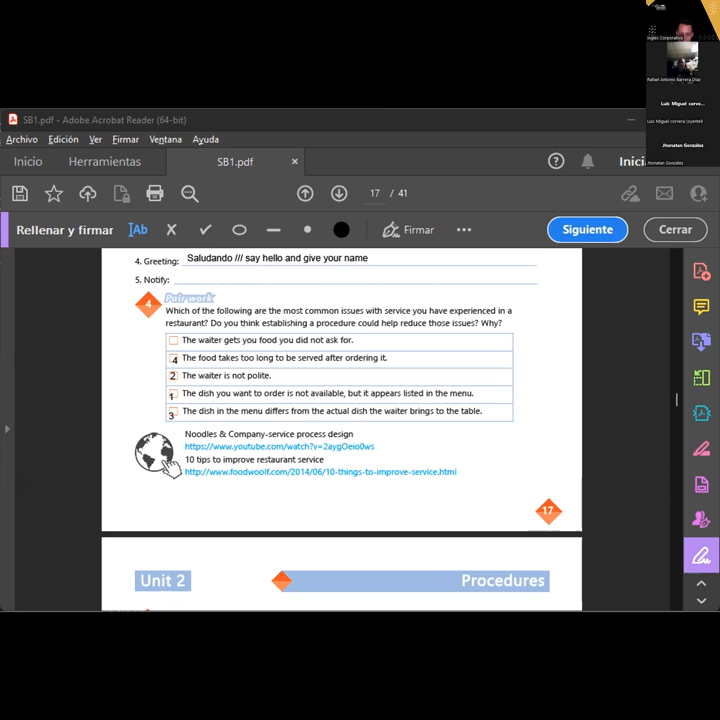 Ingles Corporativo
Rafael Antonio Barrera Diaz
Luis Miguel corve...
Luis Miguel corvera (oyente)
Jhonatan González
Jhonatan González
SB1.pdf - Adobe Acrobat Reader (64-bit)
Archivo Edición Ver Firmar Ventana Ayuda
Inicio Herramientas SB1.pdf × ? Inici
17 / 41
Rellenar y firmar Ab Firmar ••• Siguiente Cerrar
4. Greeting: Saludando /// say hello and give your name
5. Notify:
4 Pair work
Which of the following are the most common issues with service you have experienced in a
restaurant? Do you think establishing a procedure could help reduce those issues? Why?
The waiter gets you food you did not ask for.
4 The food takes too long to be served after ordering it.
2 The waiter is not polite.
1 The dish you want to order is not available, but it appears listed in the menu.
3 The dish in the menu differs from the actual dish the waiter brings to the table.
Noodles & Company-service process design
https://www.youtube.com/watch?v=2aygOeio0ws
10 tips to improve restaurant service
http://www.foodwoolf.com/2014/06/10-things-to-improve-service.html
17
Unit 2 Procedures